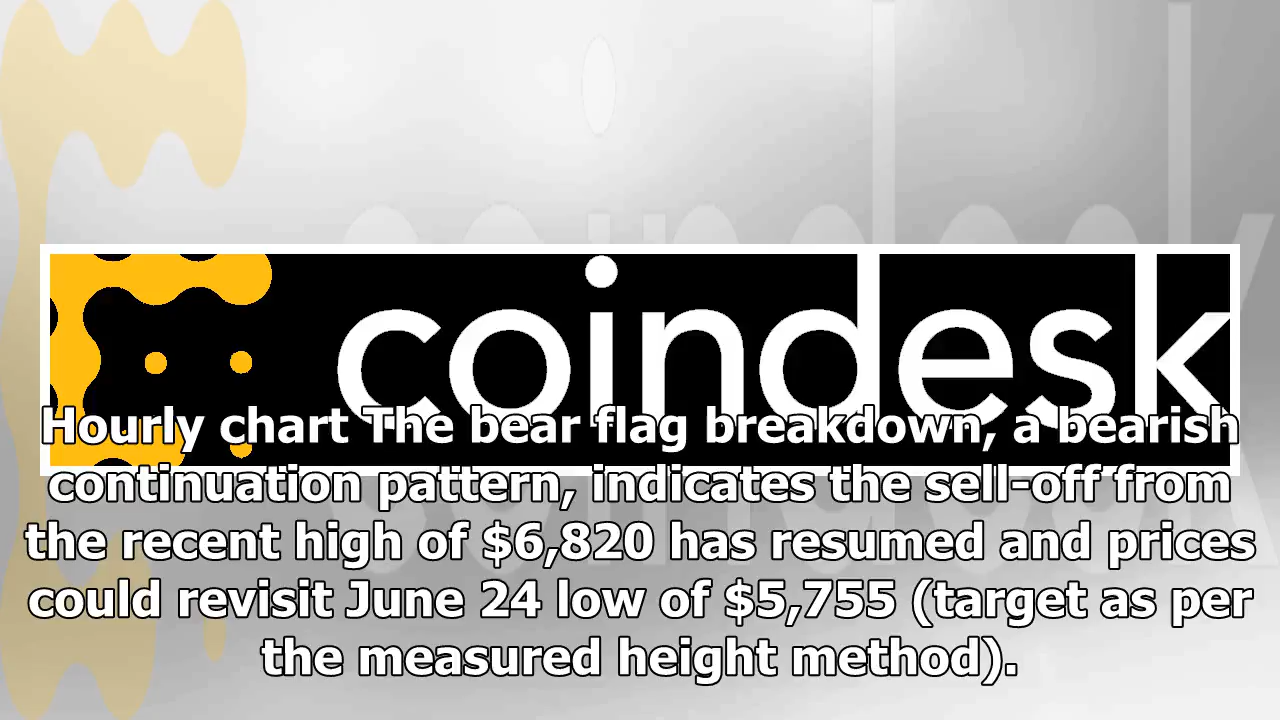 coindesk
Hourly chart The bear flag breakdown, a bearish
continuation pattern, indicates the sell-off from
the recent high of $6,820 has resumed and prices
could revisit June 24 low of $5,755 (target as per
the measured height method).